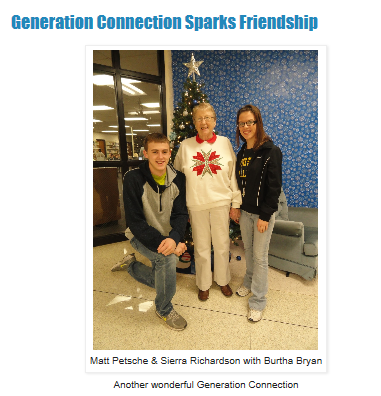 Generation Connection Sparks Friendship
Matt Petsche & Sierra Richardson with Burtha Bryan
Another wonderful Generation Connection